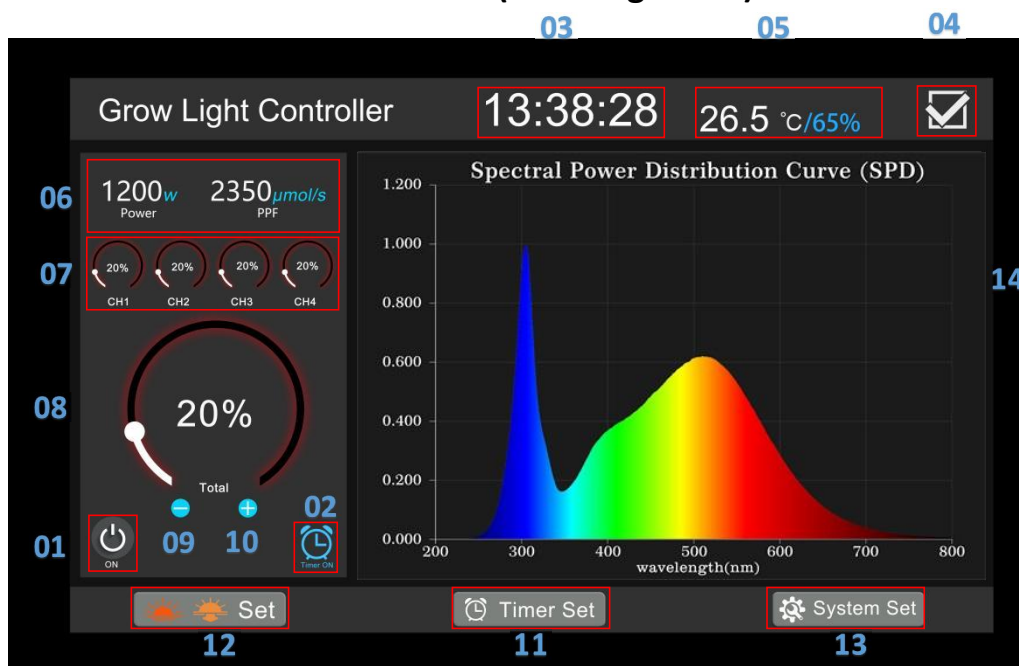 03 05 04
Grow Light Controller 13:38:28 26.5 °C/65%
06
1200w 2350μmol/s
Power PPF
07
20% 20% 20% 20%
CH1 CH2 CH3 CH4
08
20%
Total
02
01
ON
09 10
Timer ON
Spectral Power Distribution Curve (SPD)
1.200
1.000
0.800
0.600
0.400
0.200
0.000
200 300 400 500 600 700 800
wavelength(nm)
14
Set Timer Set System Set
12 11 13